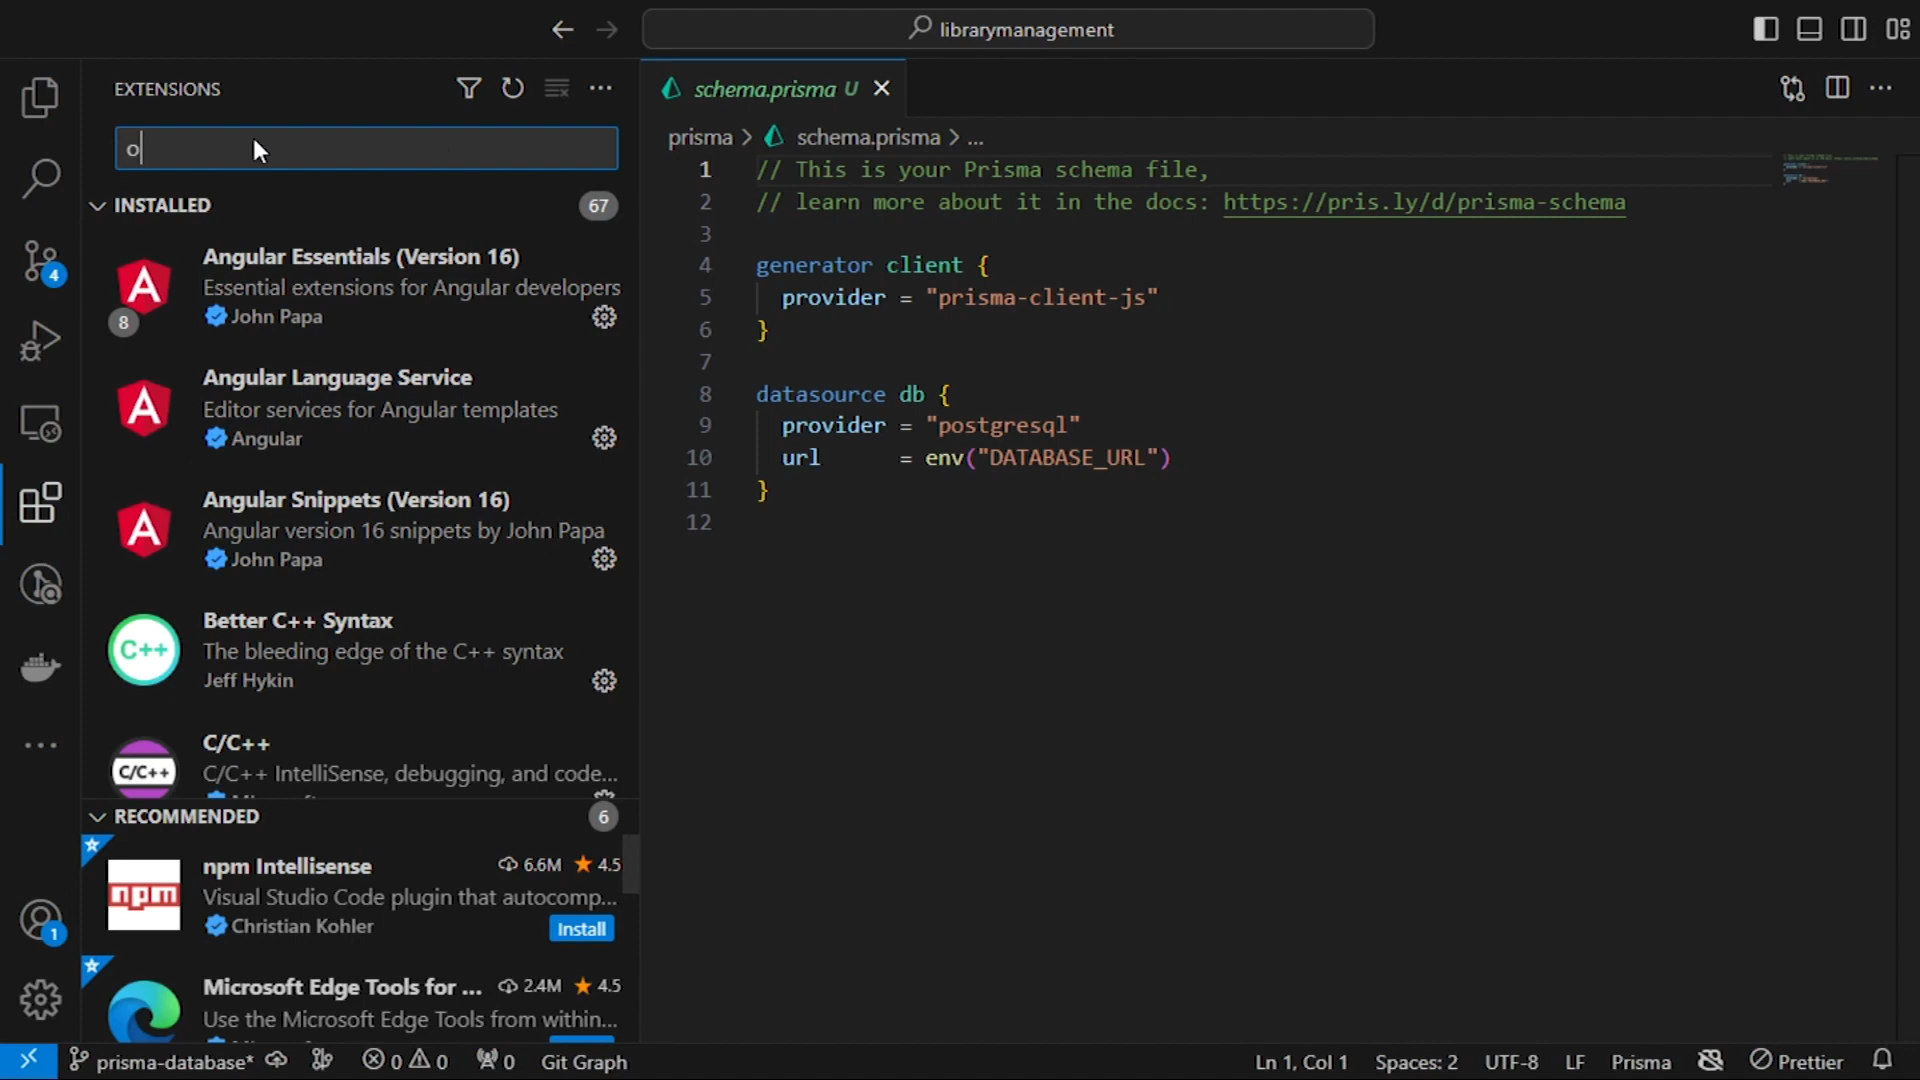 librarymanagement
EXTENSIONS
o
INSTALLED
67
Angular Essentials (Version 16)
Essential extensions for Angular developers
John Papa
8
Angular Language Service
Editor services for Angular templates
Angular
Angular Snippets (Version 16)
Angular version 16 snippets by John Papa
John Papa
C++
Better C++ Syntax
The bleeding edge of the C++ syntax
Jeff Hykin
C/C++
C/C++
C/C++ IntelliSense, debugging, and code...
RECOMMENDED
6
npm
npm Intellisense
6.6M
4.5
Visual Studio Code plugin that autocomp...
Christian Kohler
Install
Microsoft Edge Tools for ...
2.4M
4.5
Use the Microsoft Edge Tools from within...
4
1
schema.prisma U
prisma > schema.prisma > ...
1 // This is your Prisma schema file,
2 // learn more about it in the docs: https://pris.ly/d/prisma-schema
3
4 generator client {
5 provider = "prisma-client-js"
6 }
7
8 datasource db {
9 provider = "postgresql"
10 url = env("DATABASE_URL")
11 }
12
prisma-database* 0 0 0 Git Graph Ln 1, Col 1 Spaces: 2 UTF-8 LF Prisma Prettier